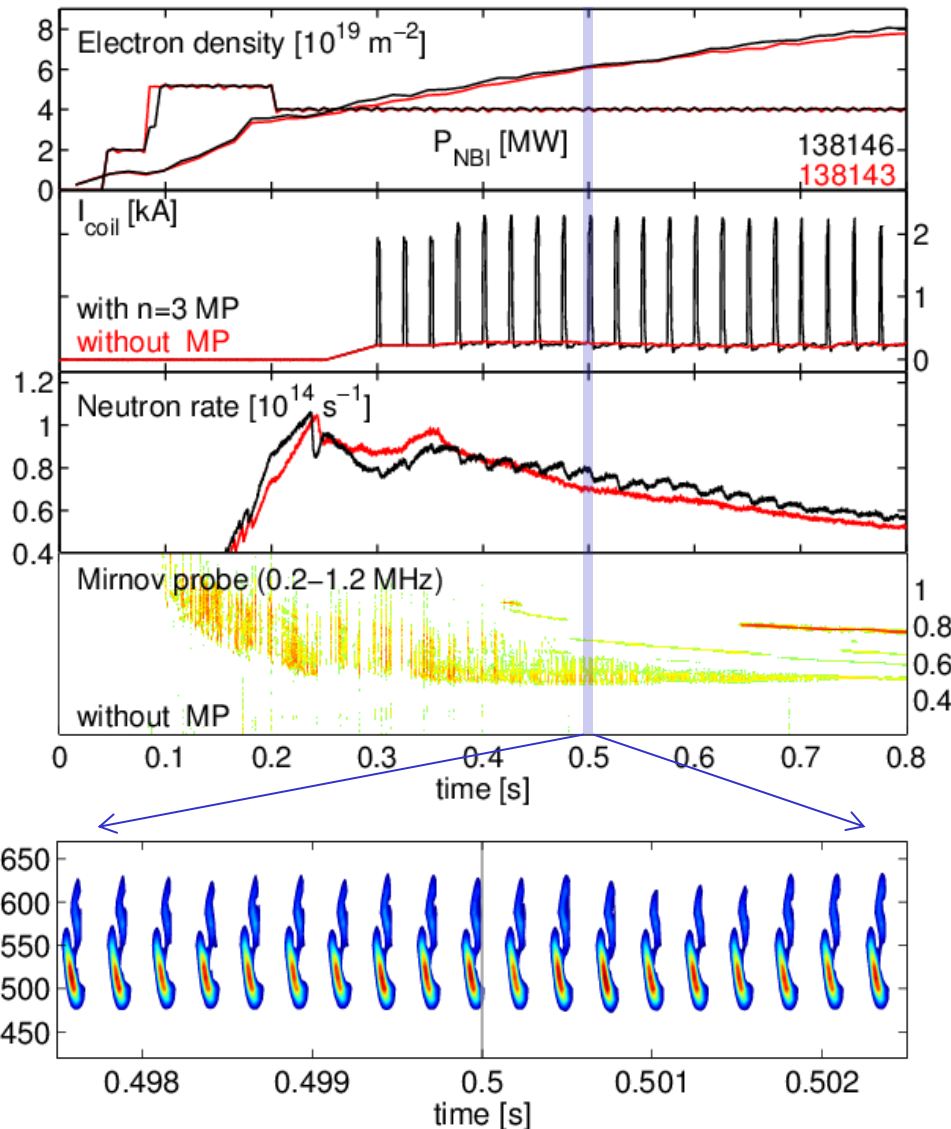 8
Electron density [10^19 m^−2]
6
4
P_NBI [MW]
138146
2
138143
0
I_coil [kA]
2
with n=3 MP
1
without MP
0
1.2
Neutron rate [10^14 s^−1]
1
0.8
0.6
0.4
Mirnov probe (0.2–1.2 MHz)
1
0.8
0.6
0.4
without MP
0 0.1 0.2 0.3 0.4 0.5 0.6 0.7 0.8
time [s]
650
600
550
500
450
0.498 0.499 0.5 0.501 0.502
time [s]